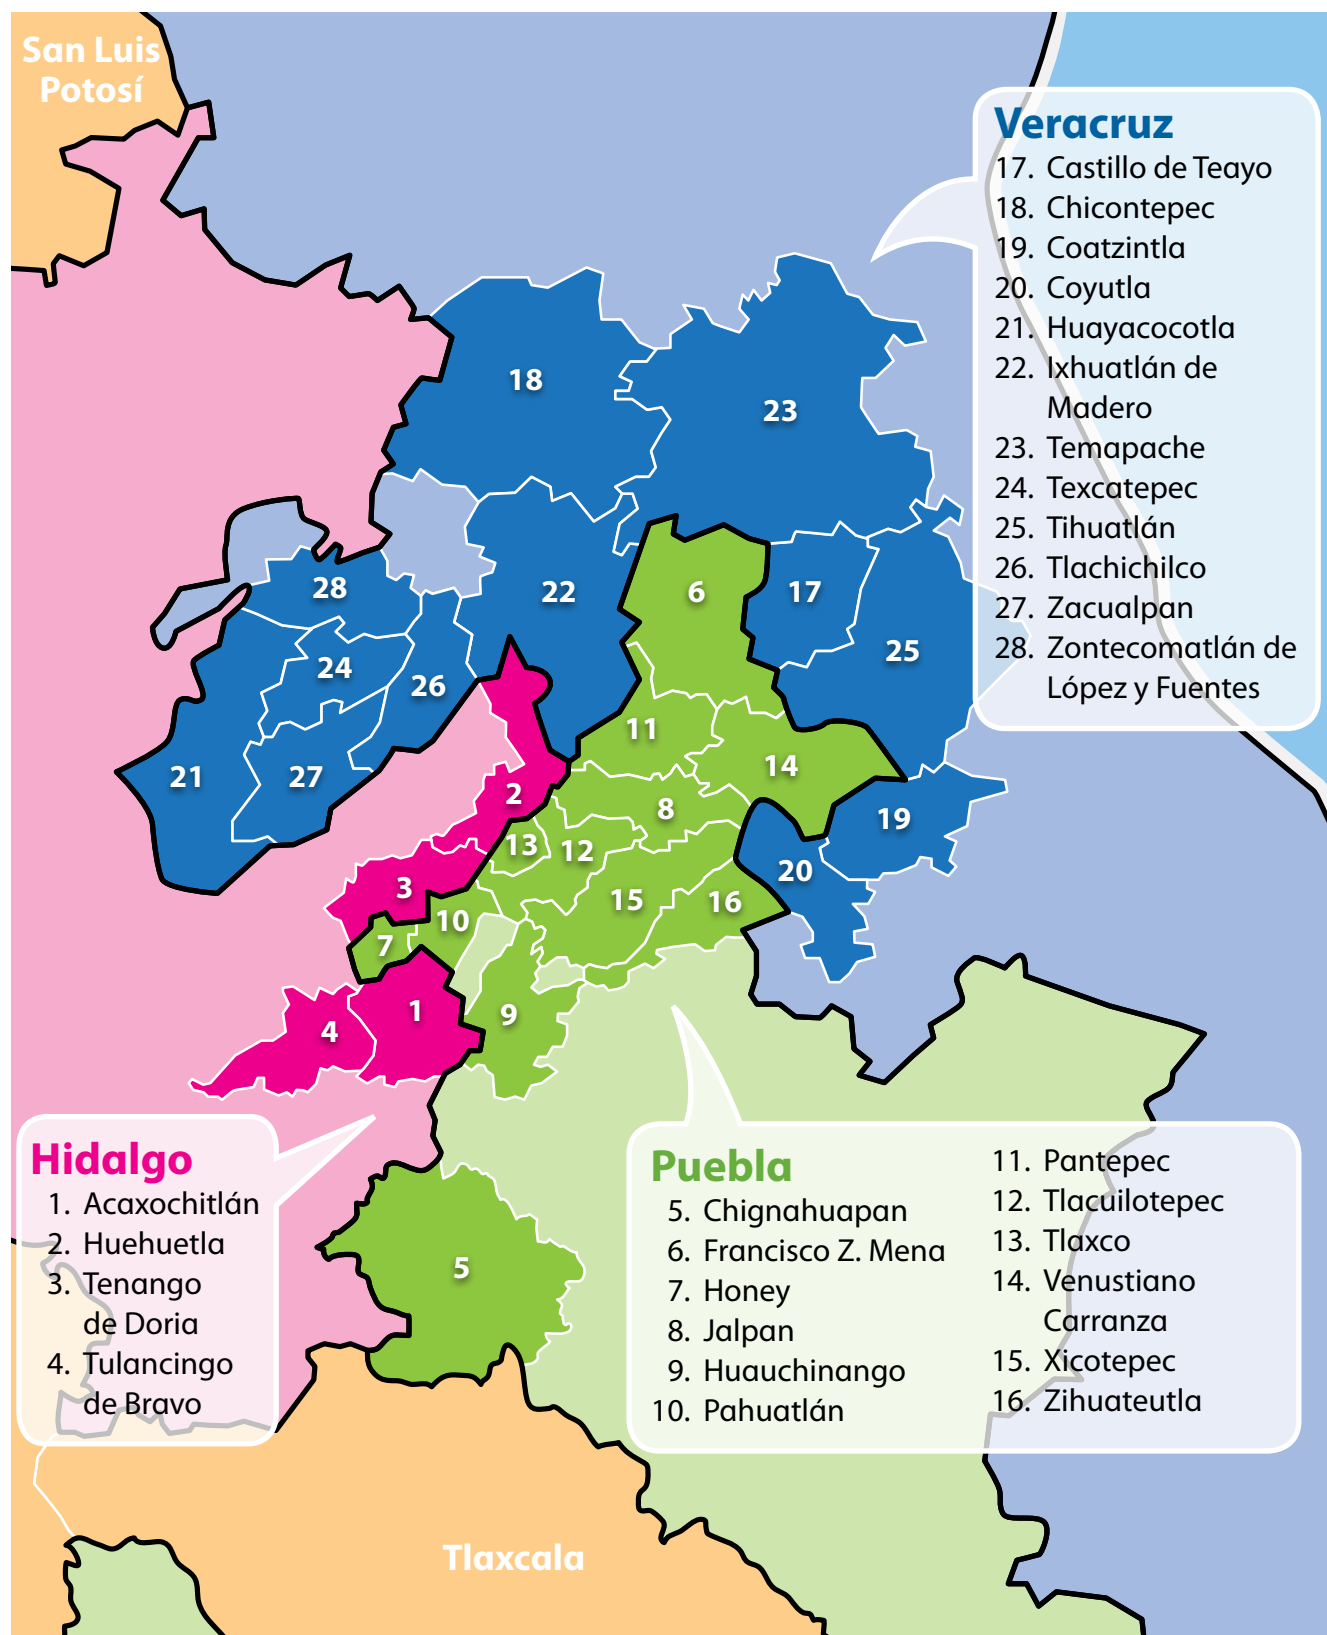 San Luis
Potosí
Veracruz
17. Castillo de Teayo
18. Chicontepec
19. Coatzintla
20. Coyutla
21. Huayacocotla
22. Ixhuatlán de
Madero
23. Temapache
24. Texcatepec
25. Tihuatlán
26. Tlachichilco
27. Zacualpan
28. Zontecomatlán de
López y Fuentes
18
23
28
22
6
17
24
26
25
11
21
27
14
2
8
19
13
12
20
3
15
16
10
7
1
9
4
5
Hidalgo
1. Acaxochitlán
2. Huehuetla
3. Tenango
de Doria
4. Tulancingo
de Bravo
Puebla
5. Chignahuapan
6. Francisco Z. Mena
7. Honey
8. Jalpan
9. Huauchinango
10. Pahuatlán
11. Pantepec
12. Tlacuilotepec
13. Tlaxco
14. Venustiano
Carranza
15. Xicotepec
16. Zihuateutla
Tlaxcala